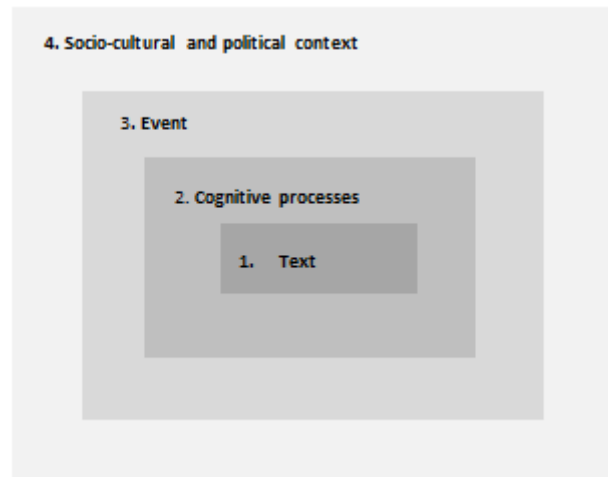 4. Socio-cultural and political context
3. Event
2. Cognitive processes
1. Text